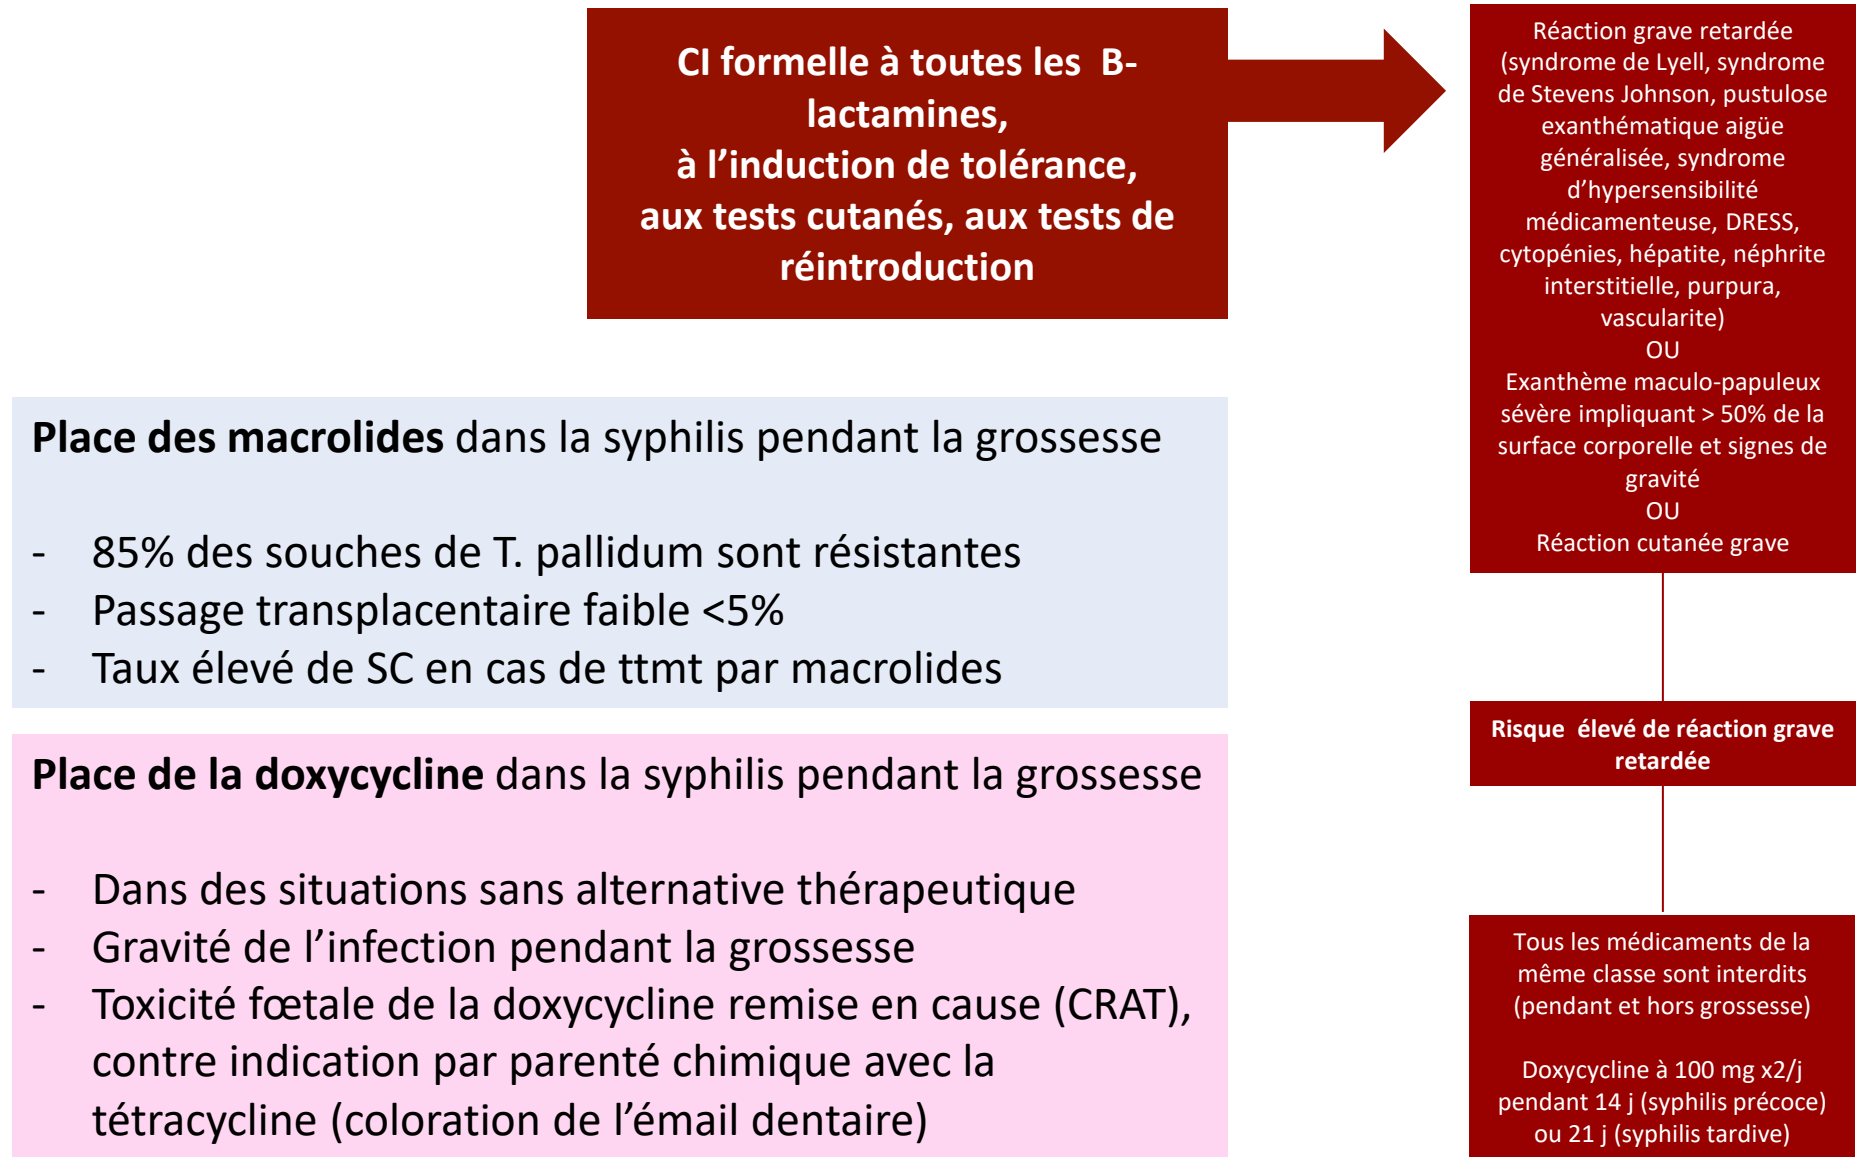 CI formelle à toutes les  B-
lactamines,
à l’induction de tolérance,
aux tests cutanés, aux tests de
réintroduction
Réaction grave retardée
(syndrome de Lyell, syndrome
de Stevens Johnson, pustulose
exanthématique aigüe
généralisée, syndrome
d’hypersensibilité
médicamenteuse, DRESS,
cytopénies, hépatite, néphrite
interstitielle, purpura,
vascularite)
OU
Exanthème maculo-papuleux
sévère impliquant > 50% de la
surface corporelle et signes de
gravité
OU
Réaction cutanée grave
Place des macrolides dans la syphilis pendant la grossesse
- 85% des souches de T. pallidum sont résistantes
- Passage transplacentaire faible <5%
- Taux élevé de SC en cas de ttmt par macrolides
Risque  élevé de réaction grave
retardée
Place de la doxycycline dans la syphilis pendant la grossesse
- Dans des situations sans alternative thérapeutique
- Gravité de l’infection pendant la grossesse
- Toxicité fœtale de la doxycycline remise en cause (CRAT),
contre indication par parenté chimique avec la
tétracycline (coloration de l’émail dentaire)
Tous les médicaments de la
même classe sont interdits
(pendant et hors grossesse)
Doxycycline à 100 mg x2/j
pendant 14 j (syphilis précoce)
ou 21 j (syphilis tardive)